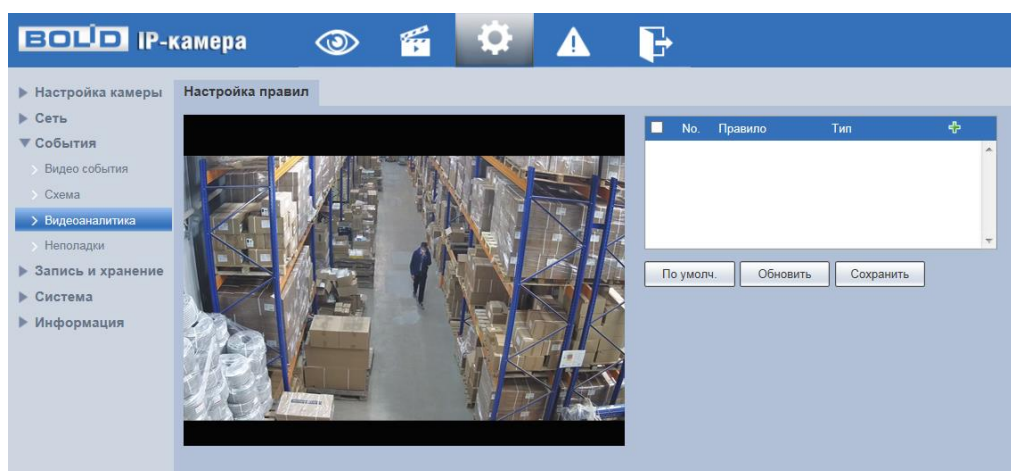 BOLID IP-камера
Настройка камеры
Сеть
События
Видео события
Схема
Видеоаналитика
Неполадки
Запись и хранение
Система
Информация
Настройка правил
No. Правило Тип
По умолч. Обновить Сохранить